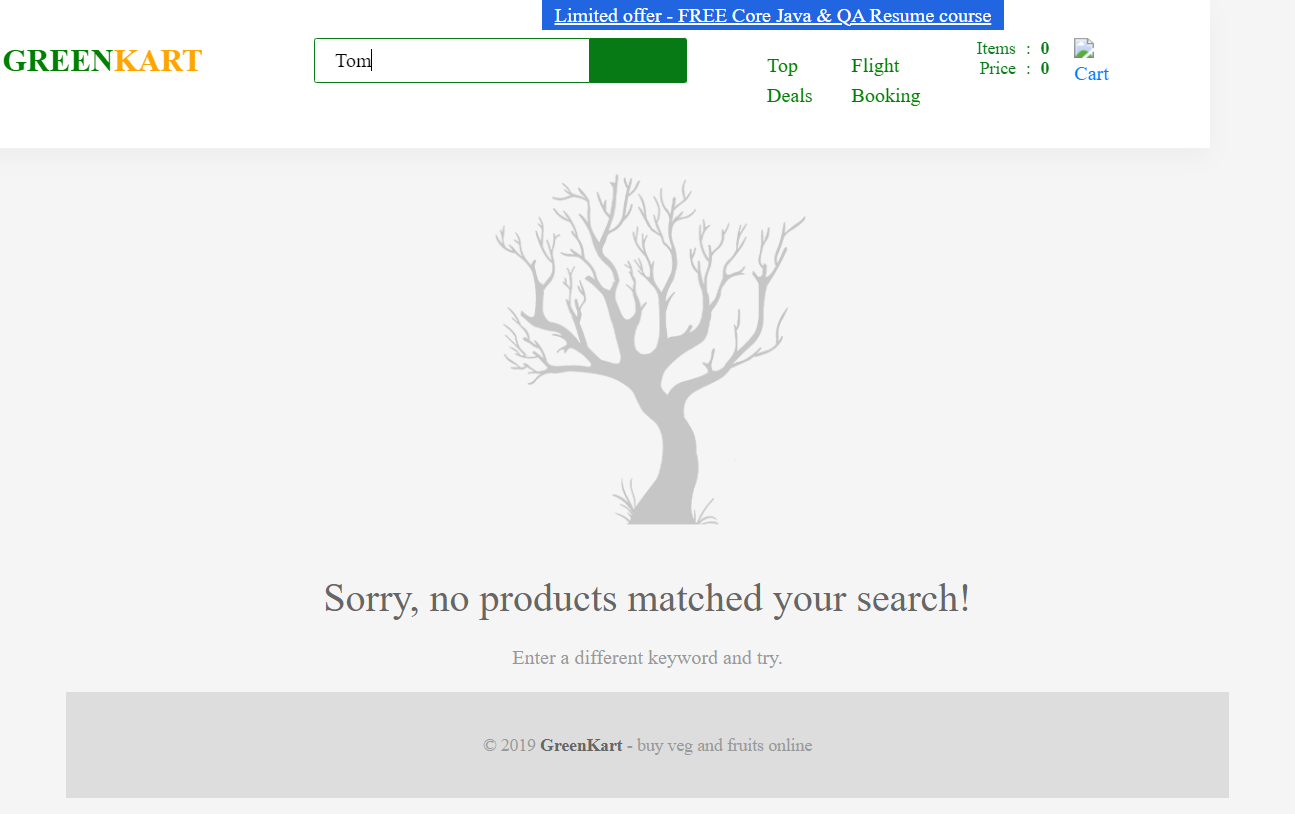 Limited offer - FREE Core Java & QA Resume course
GREENKART
Tom
Top
Deals
Flight
Booking
Items : 0
Price : 0
Cart
Sorry, no products matched your search!
Enter a different keyword and try.
© 2019 GreenKart - buy veg and fruits online